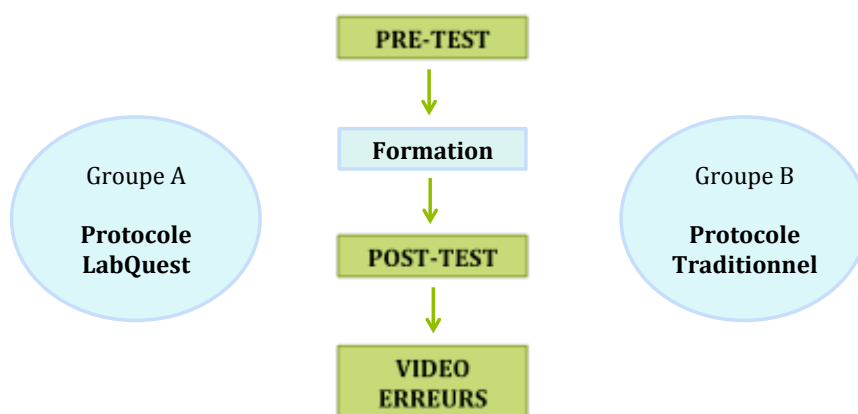 PRE-TEST
Formation
Groupe A
Protocole
LabQuest
POST-TEST
Groupe B
Protocole
Traditionnel
VIDEO
ERREURS